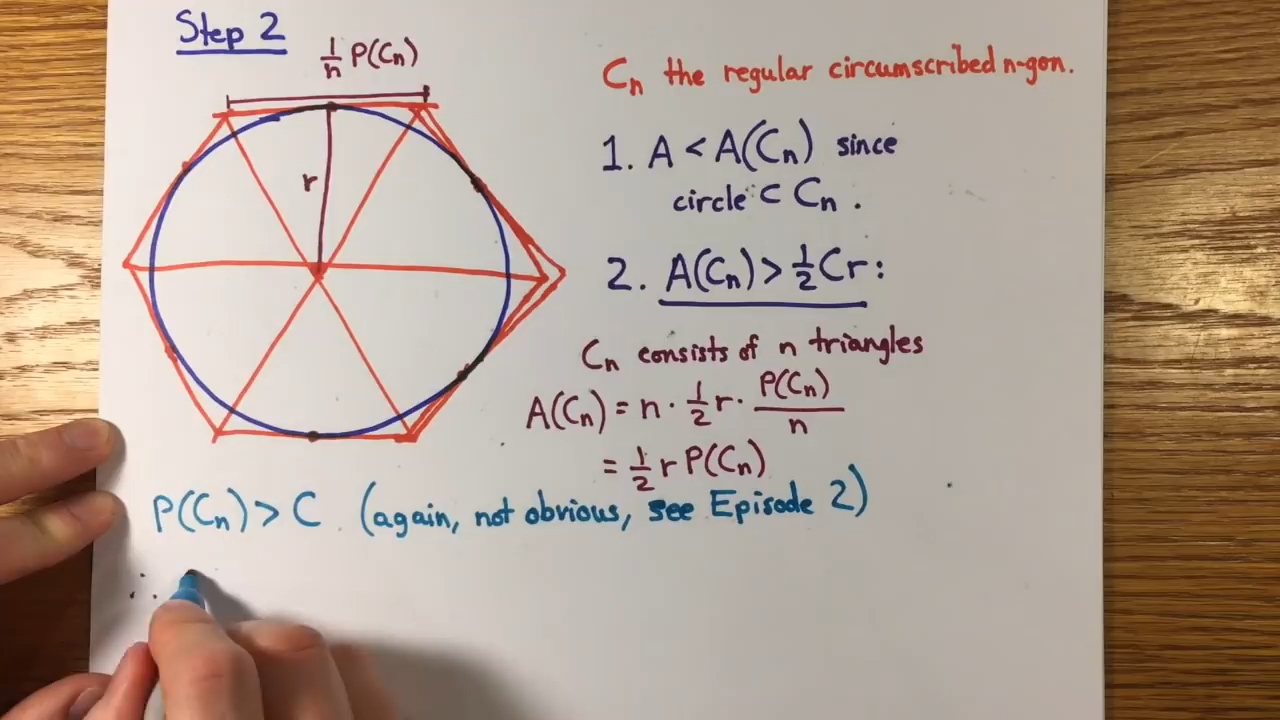 Step 2
1/n P(Cn)
r
Cn the regular circumscribed n-gon.
1. A < A(Cn) since
circle ⊂ Cn .
2. A(Cn) > 1/2 Cr :
Cn consists of n triangles
A(Cn) = n · 1/2 r · P(Cn)/n
= 1/2 r P(Cn)
P(Cn) > C (again, not obvious, see Episode 2)
∴